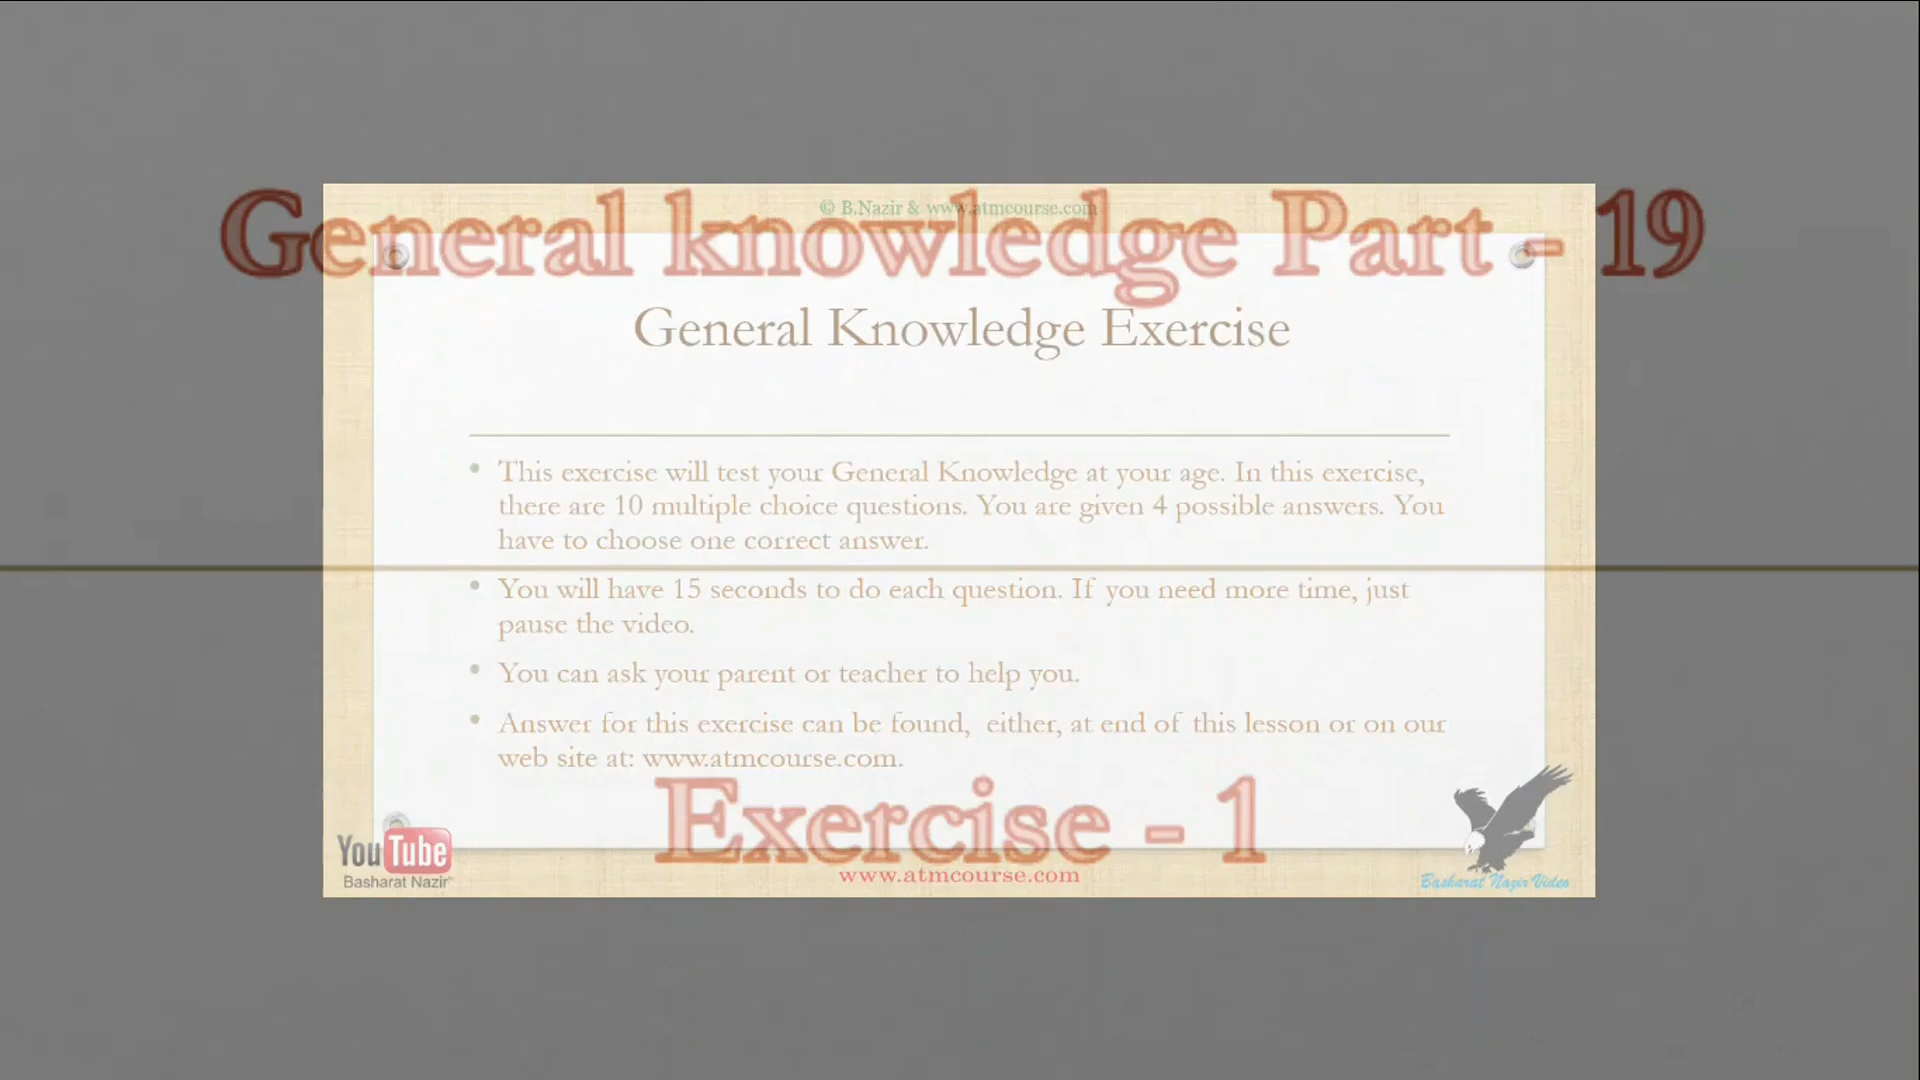 © B.Nazir & www.atmcourse.com
General knowledge Part - 19
General Knowledge Exercise
• This exercise will test your General Knowledge at your age. In this exercise,
there are 10 multiple choice questions. You are given 4 possible answers. You
have to choose one correct answer.
• You will have 15 seconds to do each question. If you need more time, just
pause the video.
• You can ask your parent or teacher to help you.
• Answer for this exercise can be found, either, at end of this lesson or on our
web site at: www.atmcourse.com.
Exercise - 1
YouTube
Basharat Nazir
www.atmcourse.com
Basharat Nazir Video